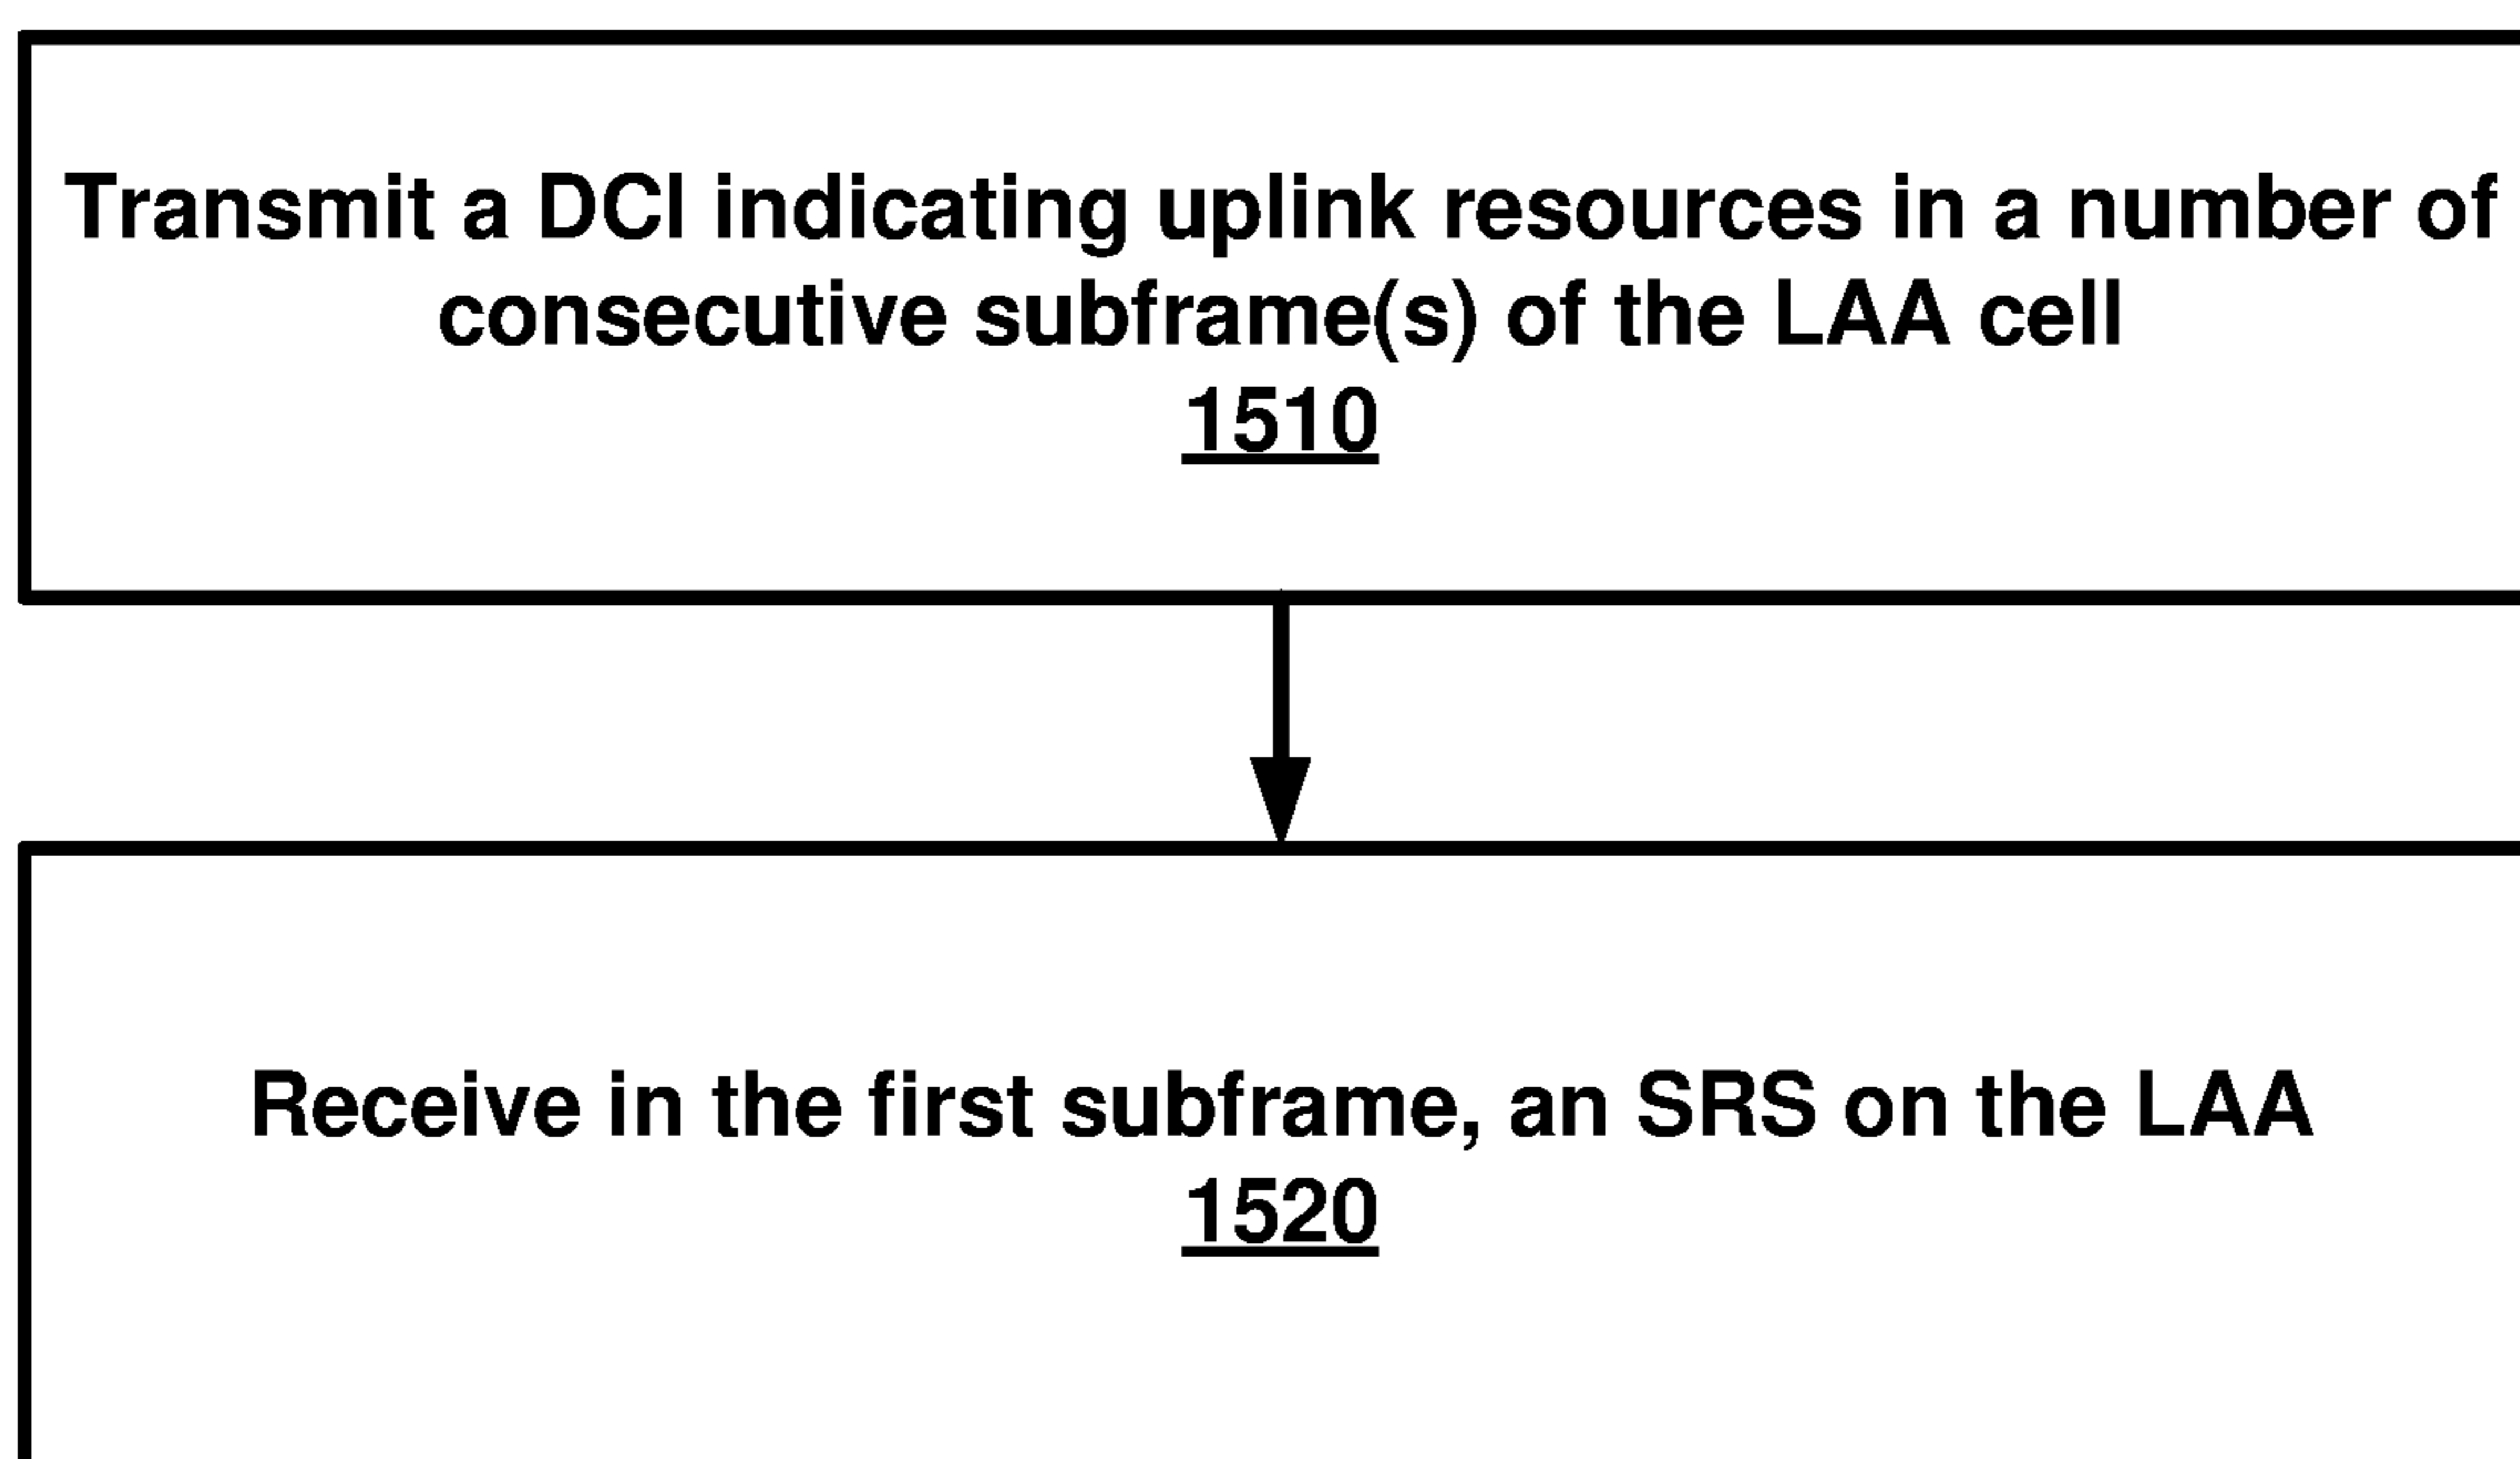 Transmit a DCI indicating uplink resources in a number of
consecutive subframe(s) of the LAA cell
1510
Receive in the first subframe, an SRS on the LAA
1520